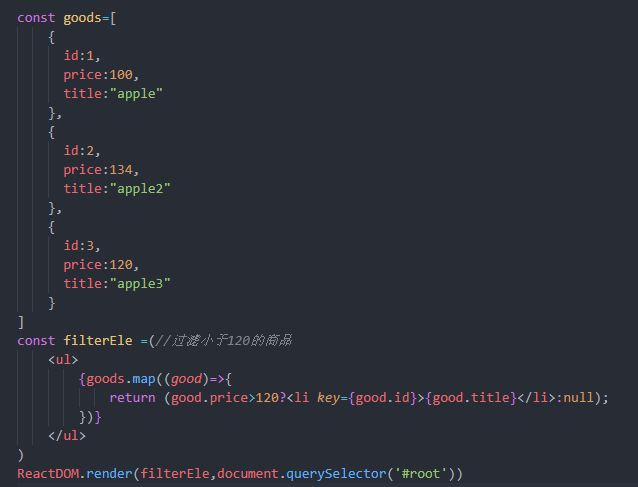 const goods=[
{
id:1,
price:100,
title:"apple"
},
{
id:2,
price:134,
title:"apple2"
},
{
id:3,
price:120,
title:"apple3"
}
]
const filterEle =(//过滤小于120的商品
<ul>
{goods.map((good)=>{
return (good.price>120?<li key={good.id}>{good.title}</li>:null);
})}
</ul>
)
ReactDOM.render(filterEle,document.querySelector('#root'))